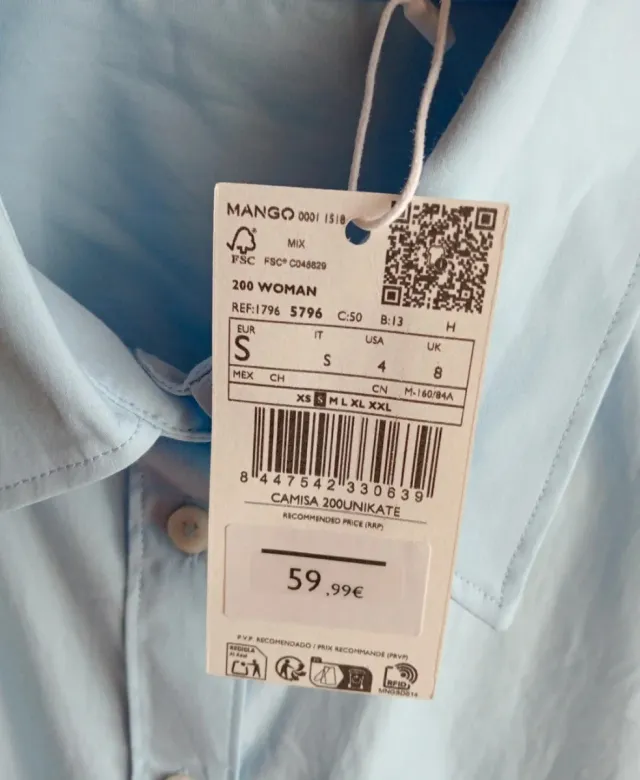 MANGO 0001 1518
MIX
FSC FSC® C048629
200 WOMAN
REF:1796 5796 C:50 B:13 H
EUR IT USA UK
S S 4 8
MEX CH CN M-160/84A
XS S M L XL XXL
8 447542 330639
CAMISA 200UNIKATE
RECOMMENDED PRICE (RRP)
59.99€
P.V.P. RECOMENDADO / PRIX RECOMMANDÉ (PRVP)
RECICLA
RFID